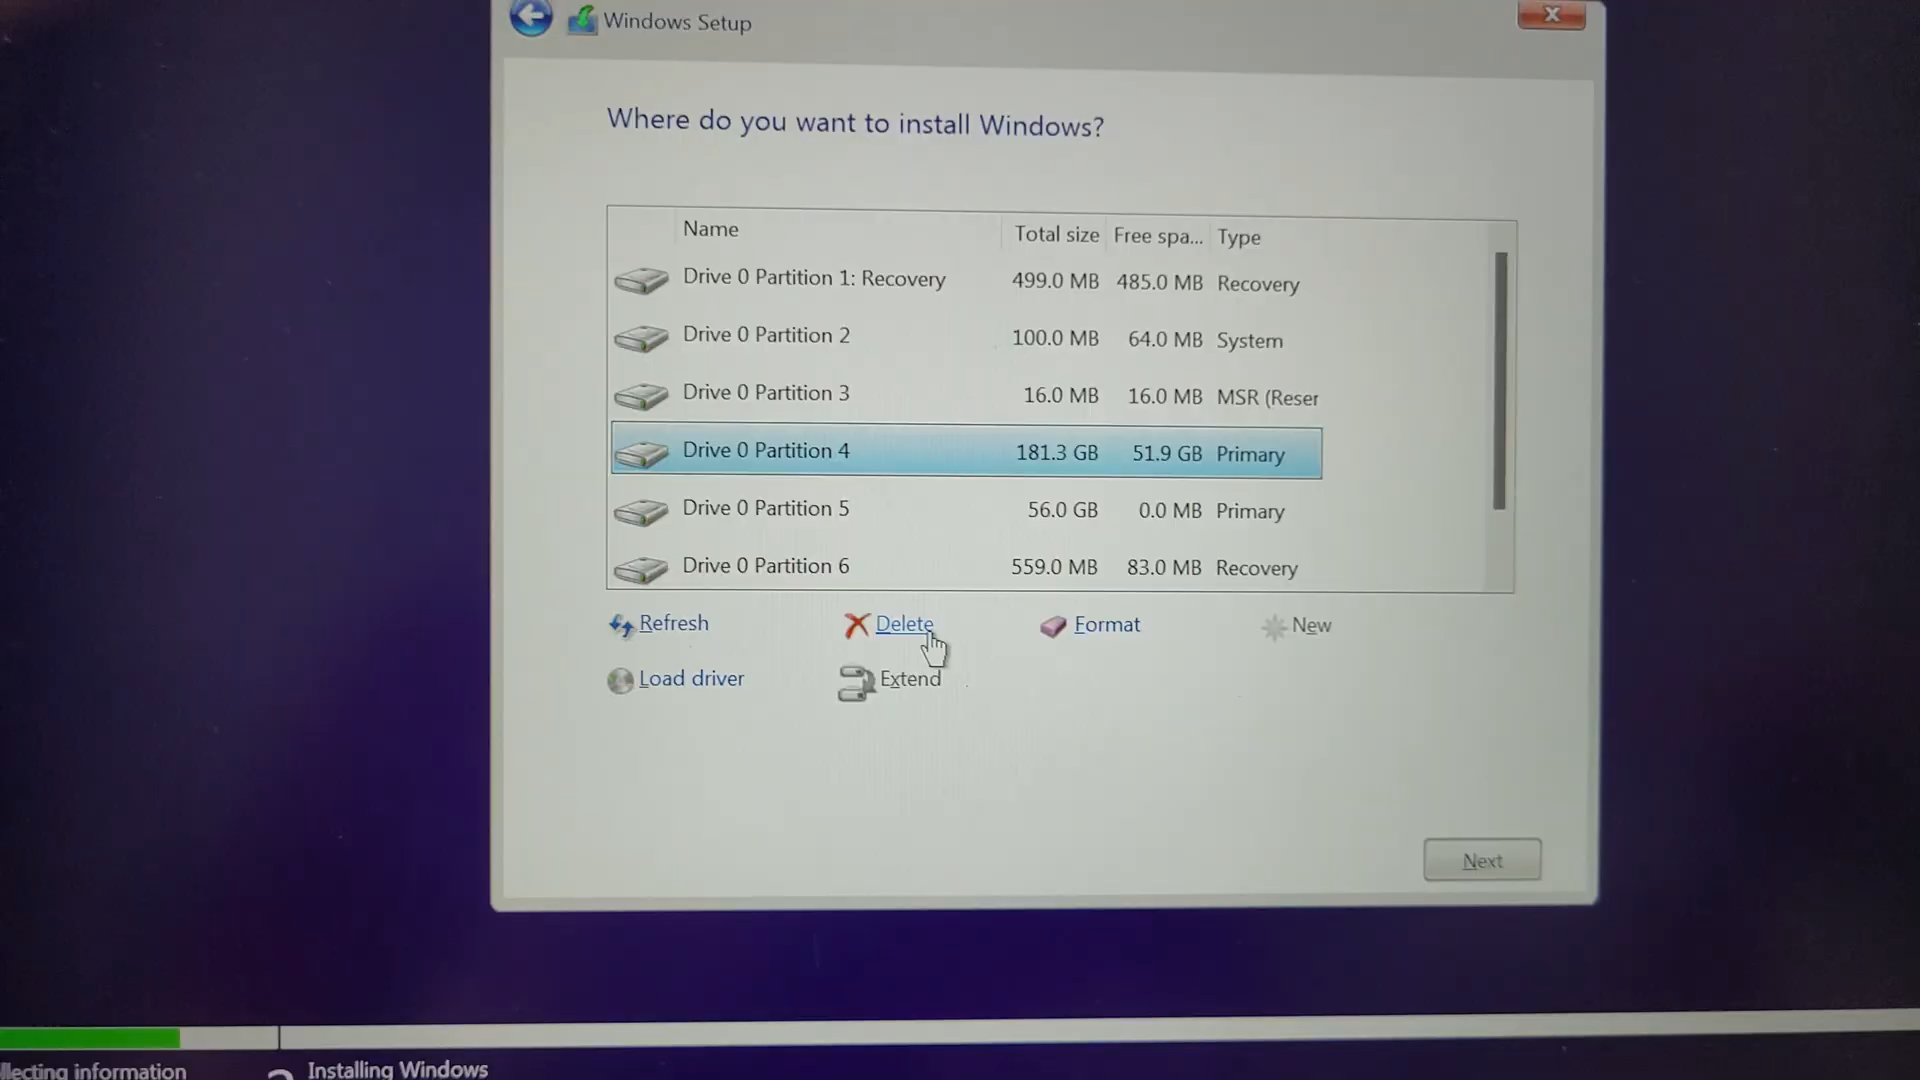 Windows Setup
Where do you want to install Windows?
Name Total size Free spa... Type
Drive 0 Partition 1: Recovery 499.0 MB 485.0 MB Recovery
Drive 0 Partition 2 100.0 MB 64.0 MB System
Drive 0 Partition 3 16.0 MB 16.0 MB MSR (Reser
Drive 0 Partition 4 181.3 GB 51.9 GB Primary
Drive 0 Partition 5 56.0 GB 0.0 MB Primary
Drive 0 Partition 6 559.0 MB 83.0 MB Recovery
Refresh Delete Format New
Load driver Extend
Next
llecting information 2 Installing Windows